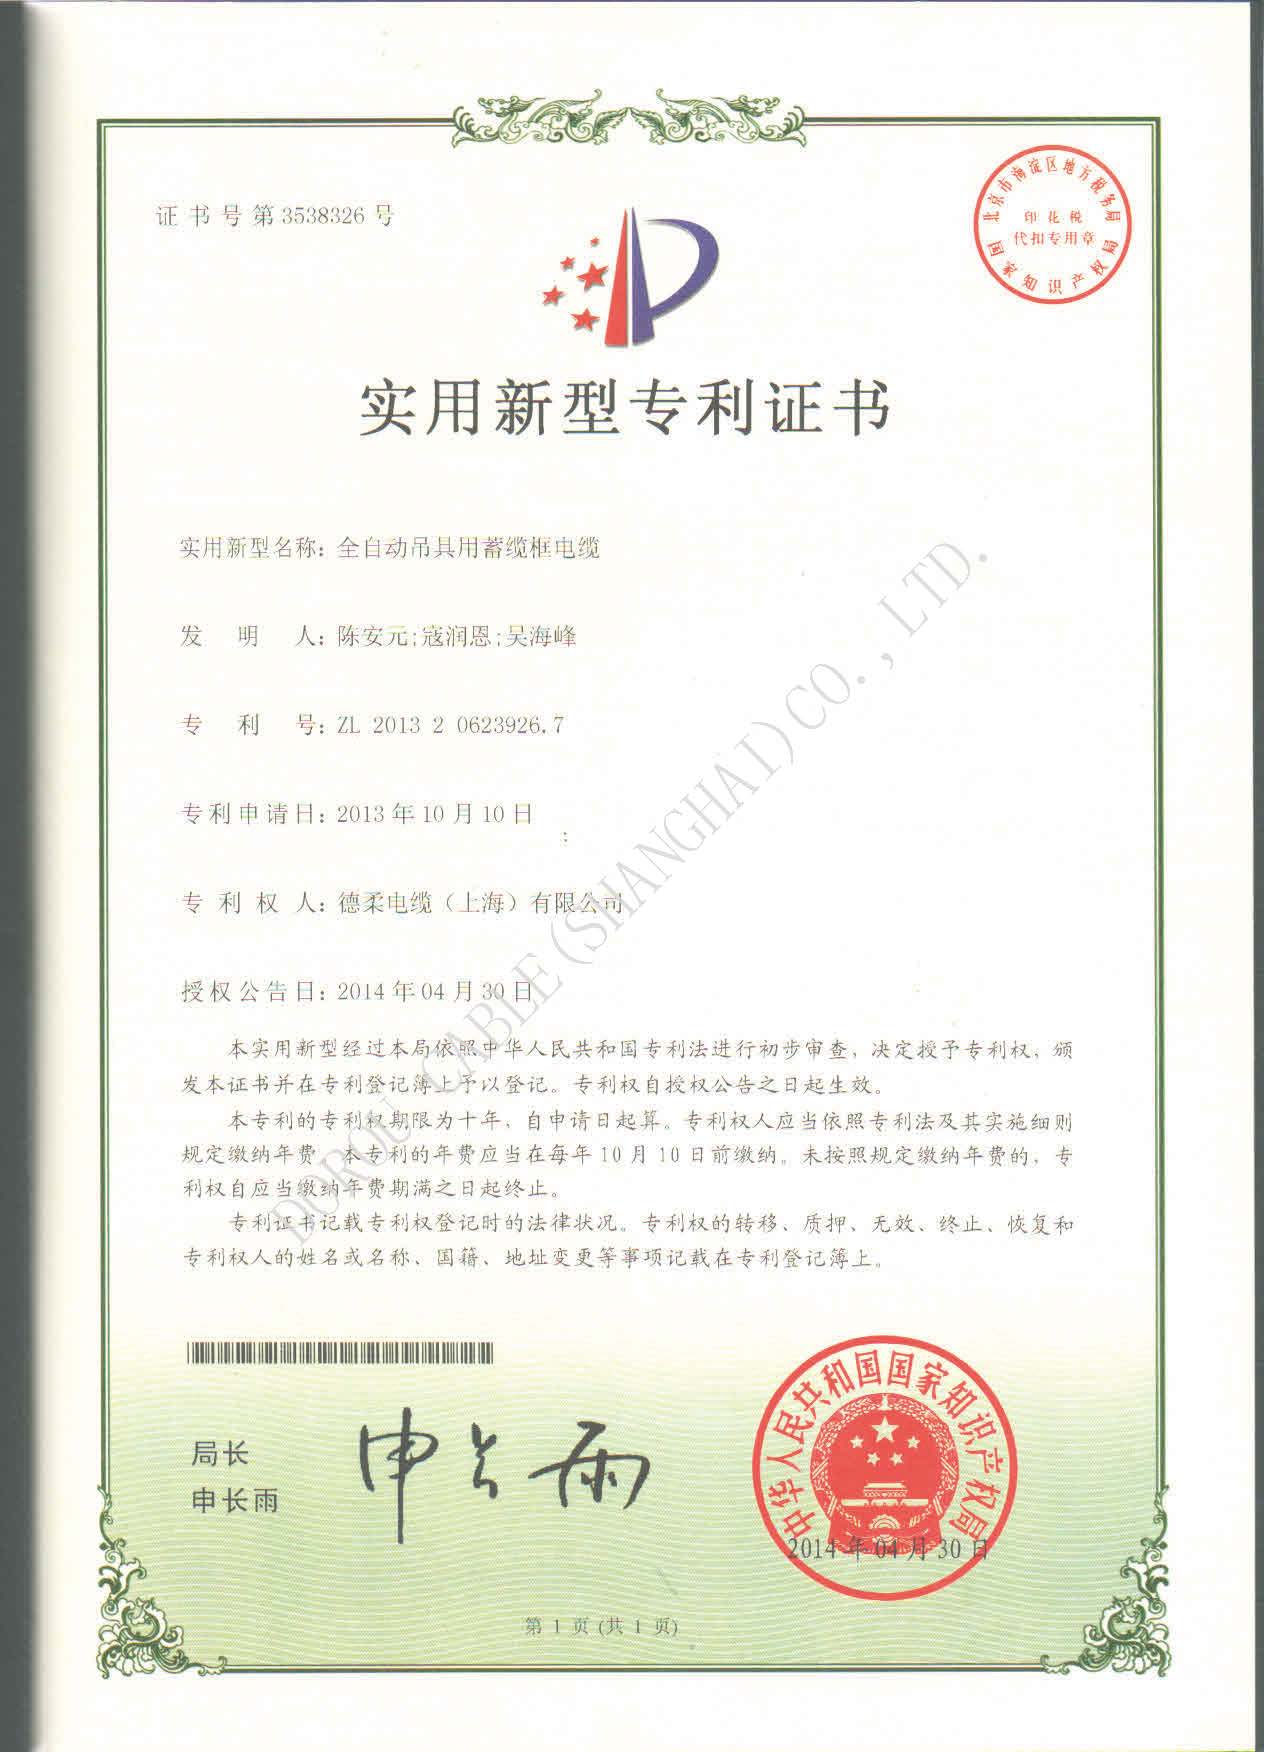 证书号第3538326号
北京市海淀区地方税务局
印花税
代扣专用章
国家知识产权局
实用新型专利证书
实用新型名称：全自动吊具用蓄缆框电缆
发明人：陈安元;寇润恩;吴海峰
专利号：ZL 2013 2 0623926.7
专利申请日：2013年10月10日
专利权人：德柔电缆（上海）有限公司
授权公告日：2014年04月30日
本实用新型经过本局依照中华人民共和国专利法进行初步审查，决定授予专利权，颁
发本证书并在专利登记簿上予以登记。专利权自授权公告之日起生效。
本专利的专利权期限为十年，自申请日起算。专利权人应当依照专利法及其实施细则
规定缴纳年费。本专利的年费应当在每年10月10日前缴纳。未按照规定缴纳年费的，专
利权自应当缴纳年费期满之日起终止。
专利证书记载专利权登记时的法律状况。专利权的转移、质押、无效、终止、恢复和
专利权人的姓名或名称、国籍、地址变更等事项记载在专利登记簿上。
DOROU CABLE(SHANGHAI)CO.,LTD.
局长
申长雨
申长雨
中华人民共和国国家知识产权局
2014年04月30日
第1页(共1页)